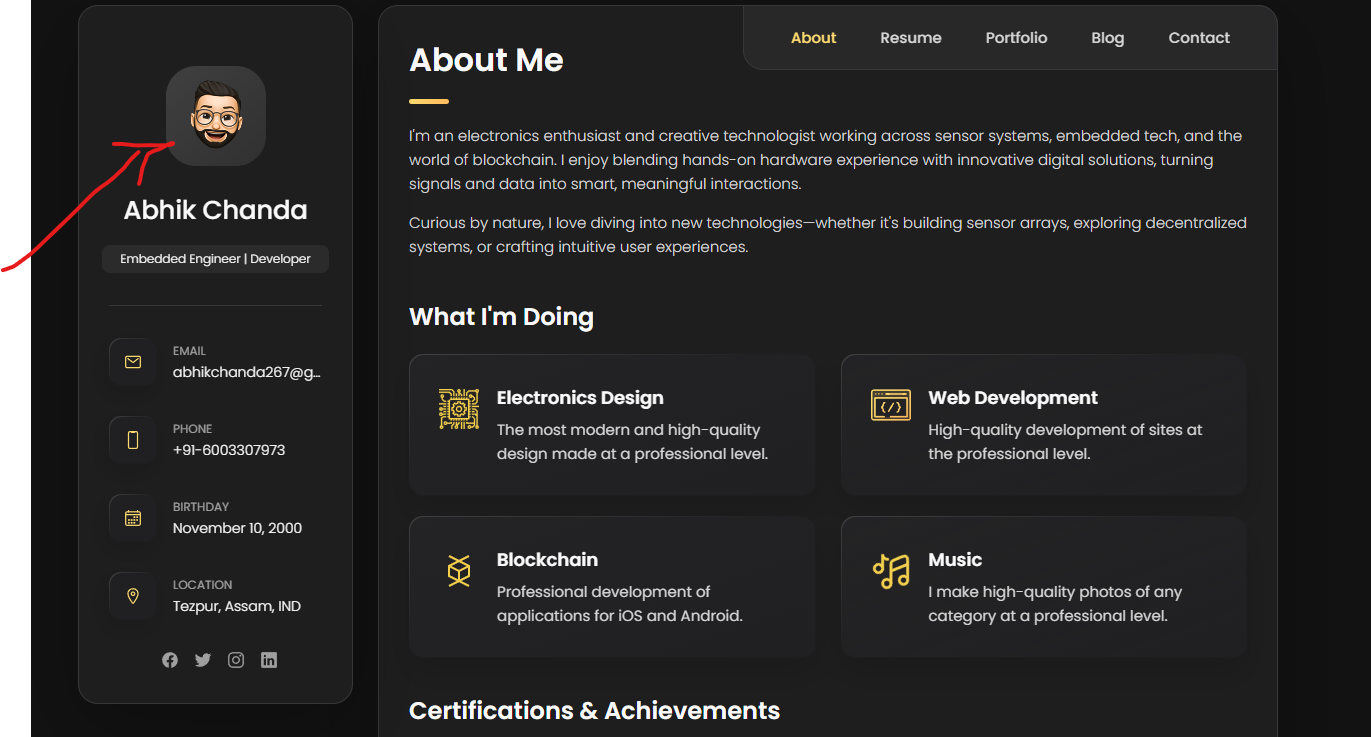 Abhik Chanda
Embedded Engineer | Developer
EMAIL
abhikchanda267@g...
PHONE
+91-6003307973
BIRTHDAY
November 10, 2000
LOCATION
Tezpur, Assam, IND
About Resume Portfolio Blog Contact
About Me
I'm an electronics enthusiast and creative technologist working across sensor systems, embedded tech, and the
world of blockchain. I enjoy blending hands-on hardware experience with innovative digital solutions, turning
signals and data into smart, meaningful interactions.
Curious by nature, I love diving into new technologies—whether it's building sensor arrays, exploring decentralized
systems, or crafting intuitive user experiences.
What I'm Doing
Electronics Design
The most modern and high-quality
design made at a professional level.
Web Development
High-quality development of sites at
the professional level.
Blockchain
Professional development of
applications for iOS and Android.
Music
I make high-quality photos of any
category at a professional level.
Certifications & Achievements